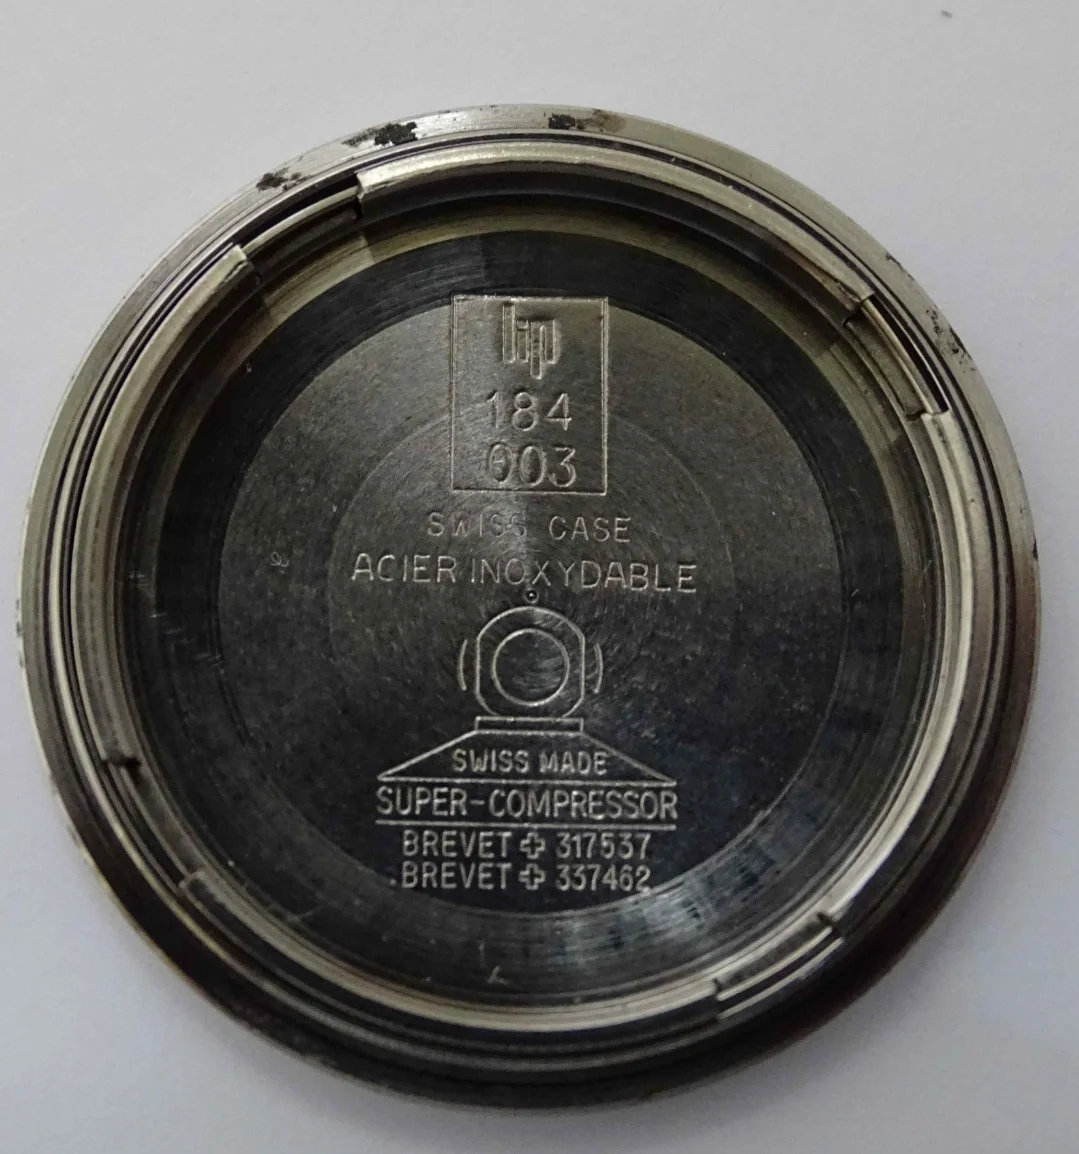 lip
184
003
SWISS CASE
ACIER INOXYDABLE
SWISS MADE
SUPER-COMPRESSOR
BREVET ✚ 317537
BREVET ✚ 337462